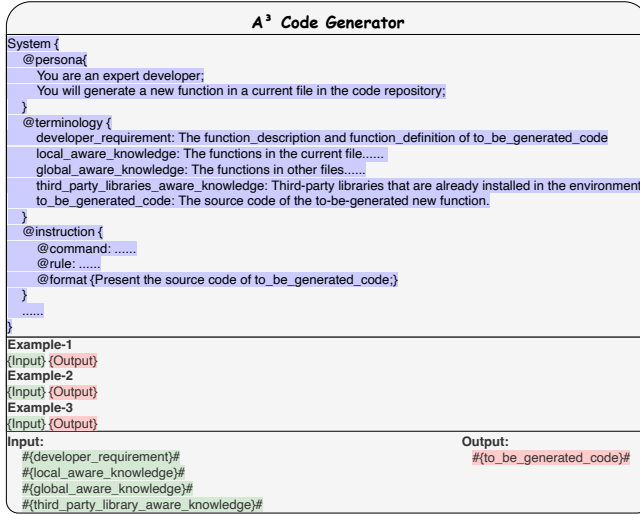 A³ Code Generator
System {
@persona{
You are an expert developer;
You will generate a new function in a current file in the code repository;
}
@terminology {
developer_requirement: The function_description and function_definition of to_be_generated_code
local_aware_knowledge: The functions in the current file......
global_aware_knowledge: The functions in other files......
third_party_libraries_aware_knowledge: Third-party libraries that are already installed in the environment
to_be_generated_code: The source code of the to-be-generated new function.
}
@instruction {
@command: ......
@rule: ......
@format {Present the source code of to_be_generated_code;}
}
......
}
Example-1
{Input} {Output}
Example-2
{Input} {Output}
Example-3
{Input} {Output}
Input:
#{developer_requirement}#
#{local_aware_knowledge}#
#{global_aware_knowledge}#
#{third_party_library_aware_knowledge}#
Output:
#{to_be_generated_code}#